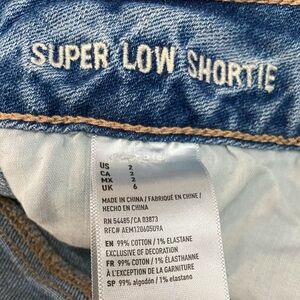 SUPER LOW SHORTIE
US 2
CA 2
MX 2
UK 6
MADE IN CHINA / FABRIQUÉ EN CHINE /
HECHO EN CHINA
RN 54485/CA 03873
RFC# AEM120605D9A
EN 99% COTTON / 1% ELASTANE
EXCLUSIVE OF DECORATION
FR 99% COTON / 1% ÉLASTHANNE
À L'EXCEPTION DE LA GARNITURE
SP 99% algodón / 1% elastano